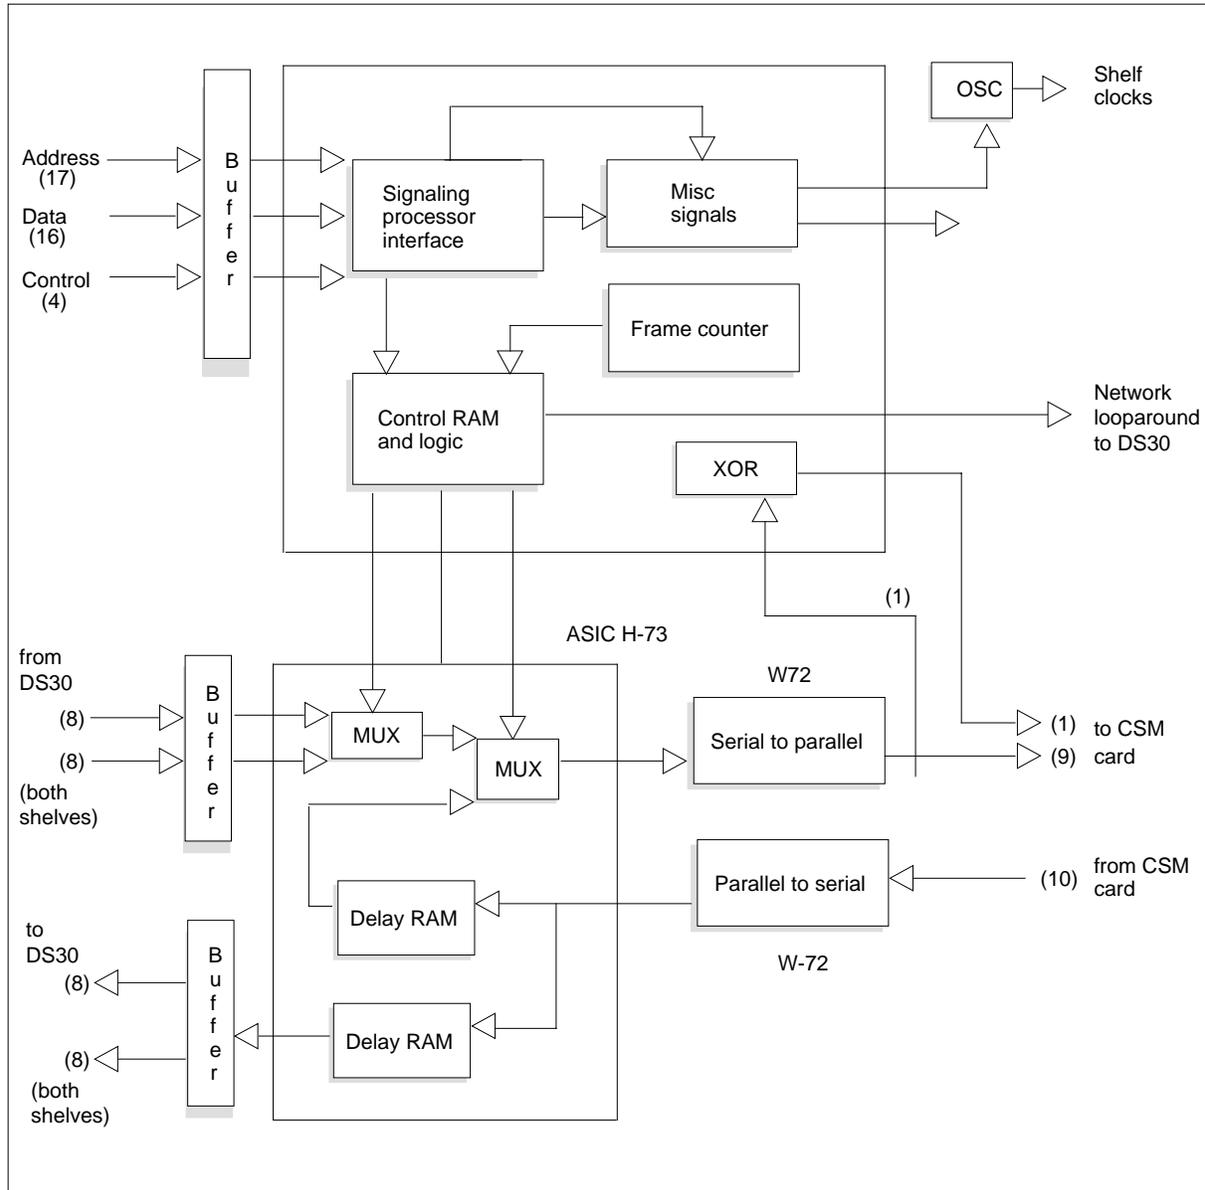 OSC
Shelf
clocks
Address
(17)
Data
(16)
Control
(4)
Buffer
Signaling
processor
interface
Misc
signals
Frame counter
Control RAM
and logic
Network
looparound
to DS30
XOR
(1)
ASIC H-73
from
DS30
(8)
(8)
(both
shelves)
Buffer
MUX
MUX
W72
Serial to parallel
(1) to CSM
(9) card
Parallel to serial
(10) from CSM
card
W-72
Delay RAM
Delay RAM
to
DS30
(8)
(8)
(both
shelves)
Buffer